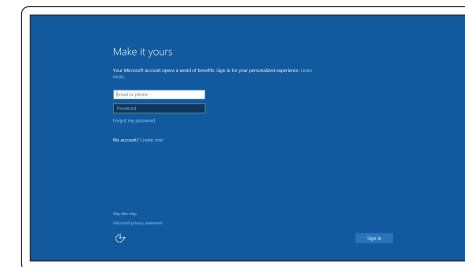 Make it yours
Your Microsoft account opens a world of benefits. Sign in for your personalized experience. Learn
more
Email or phone
Password
Forgot my password
No account? Create one!
Skip this step
Microsoft privacy statement
Sign in